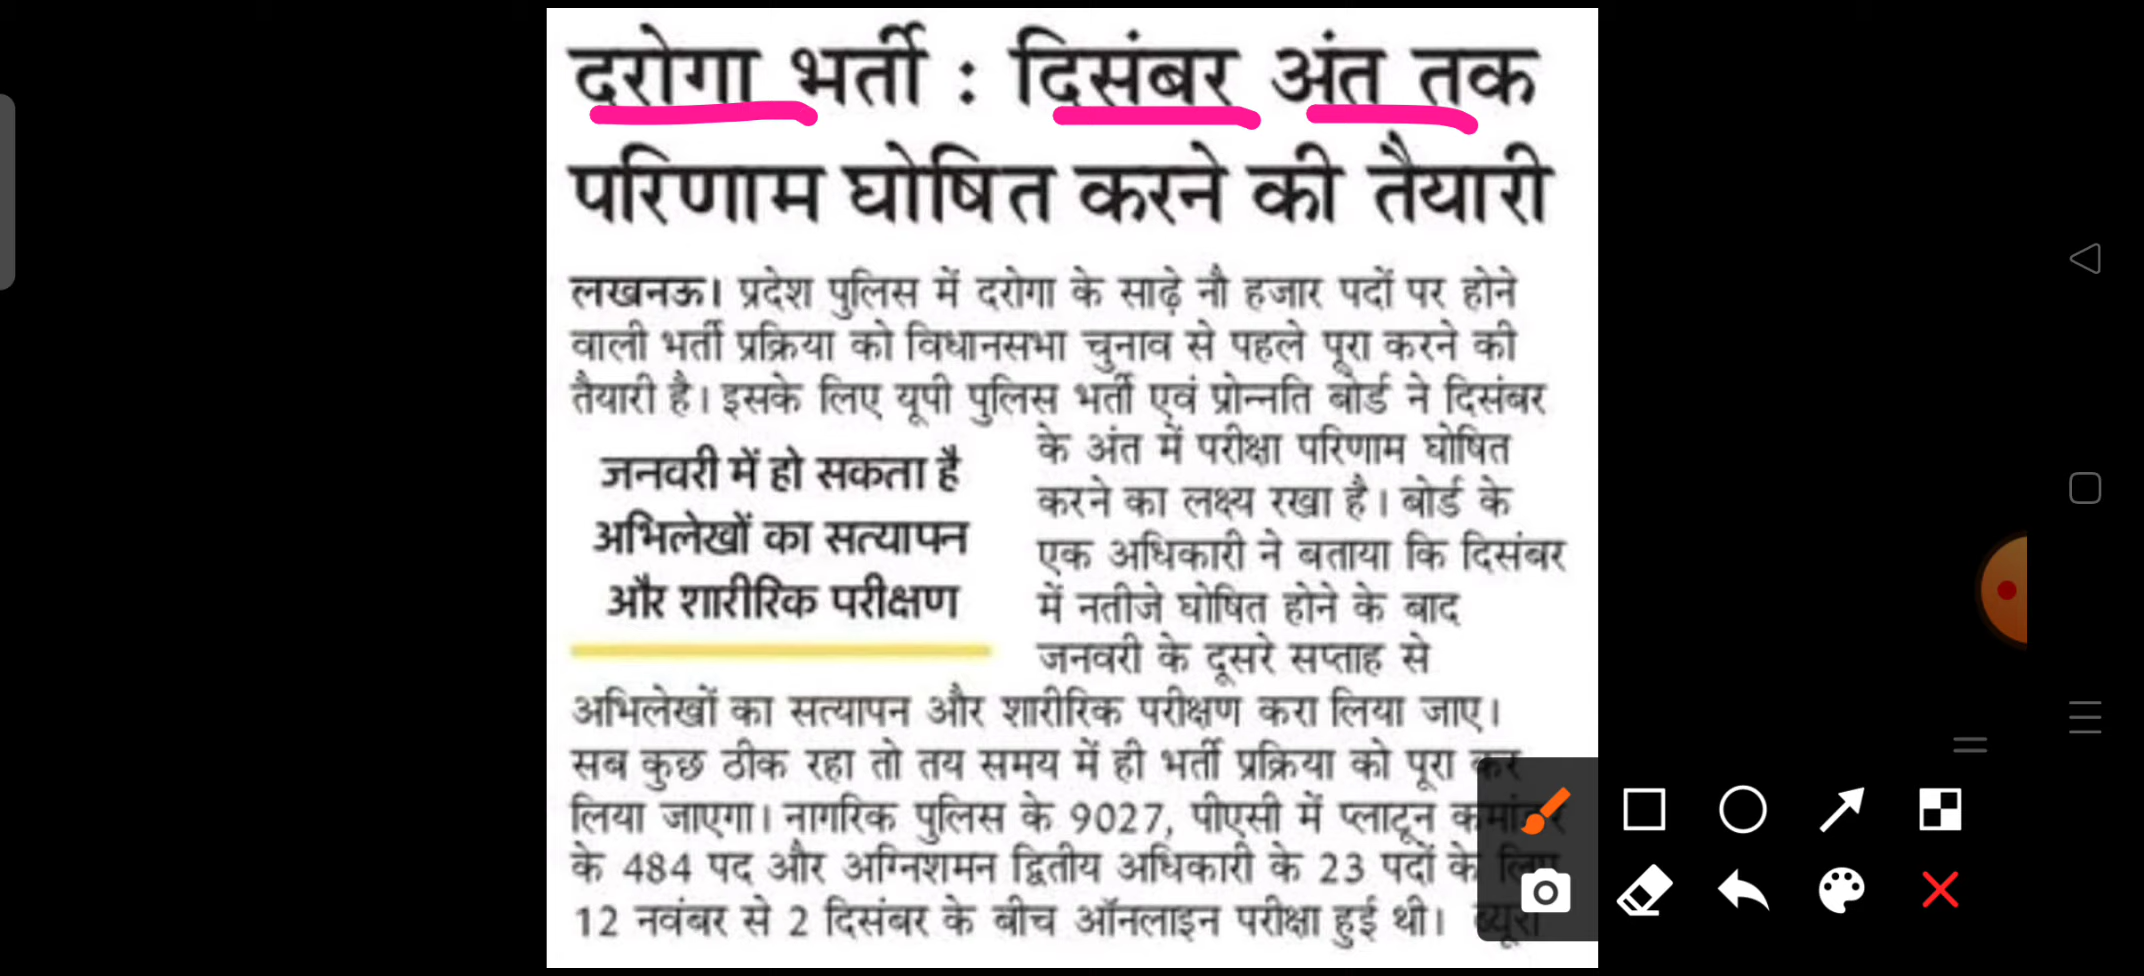 दरोगा भर्ती : दिसंबर अंत तक
परिणाम घोषित करने की तैयारी
लखनऊ। प्रदेश पुलिस में दरोगा के साढ़े नौ हजार पदों पर होने
वाली भर्ती प्रक्रिया को विधानसभा चुनाव से पहले पूरा करने की
तैयारी है। इसके लिए यूपी पुलिस भर्ती एवं प्रोन्नति बोर्ड ने दिसंबर
जनवरी में हो सकता है
अभिलेखों का सत्यापन
और शारीरिक परीक्षण
के अंत में परीक्षा परिणाम घोषित
करने का लक्ष्य रखा है। बोर्ड के
एक अधिकारी ने बताया कि दिसंबर
में नतीजे घोषित होने के बाद
जनवरी के दूसरे सप्ताह से
अभिलेखों का सत्यापन और शारीरिक परीक्षण करा लिया जाए।
सब कुछ ठीक रहा तो तय समय में ही भर्ती प्रक्रिया को पूरा कर
लिया जाएगा। नागरिक पुलिस के 9027, पीएसी में प्लाटून कमांडर
के 484 पद और अग्निशमन द्वितीय अधिकारी के 23 पदों के लिए
12 नवंबर से 2 दिसंबर के बीच ऑनलाइन परीक्षा हुई थी। ब्यूरो